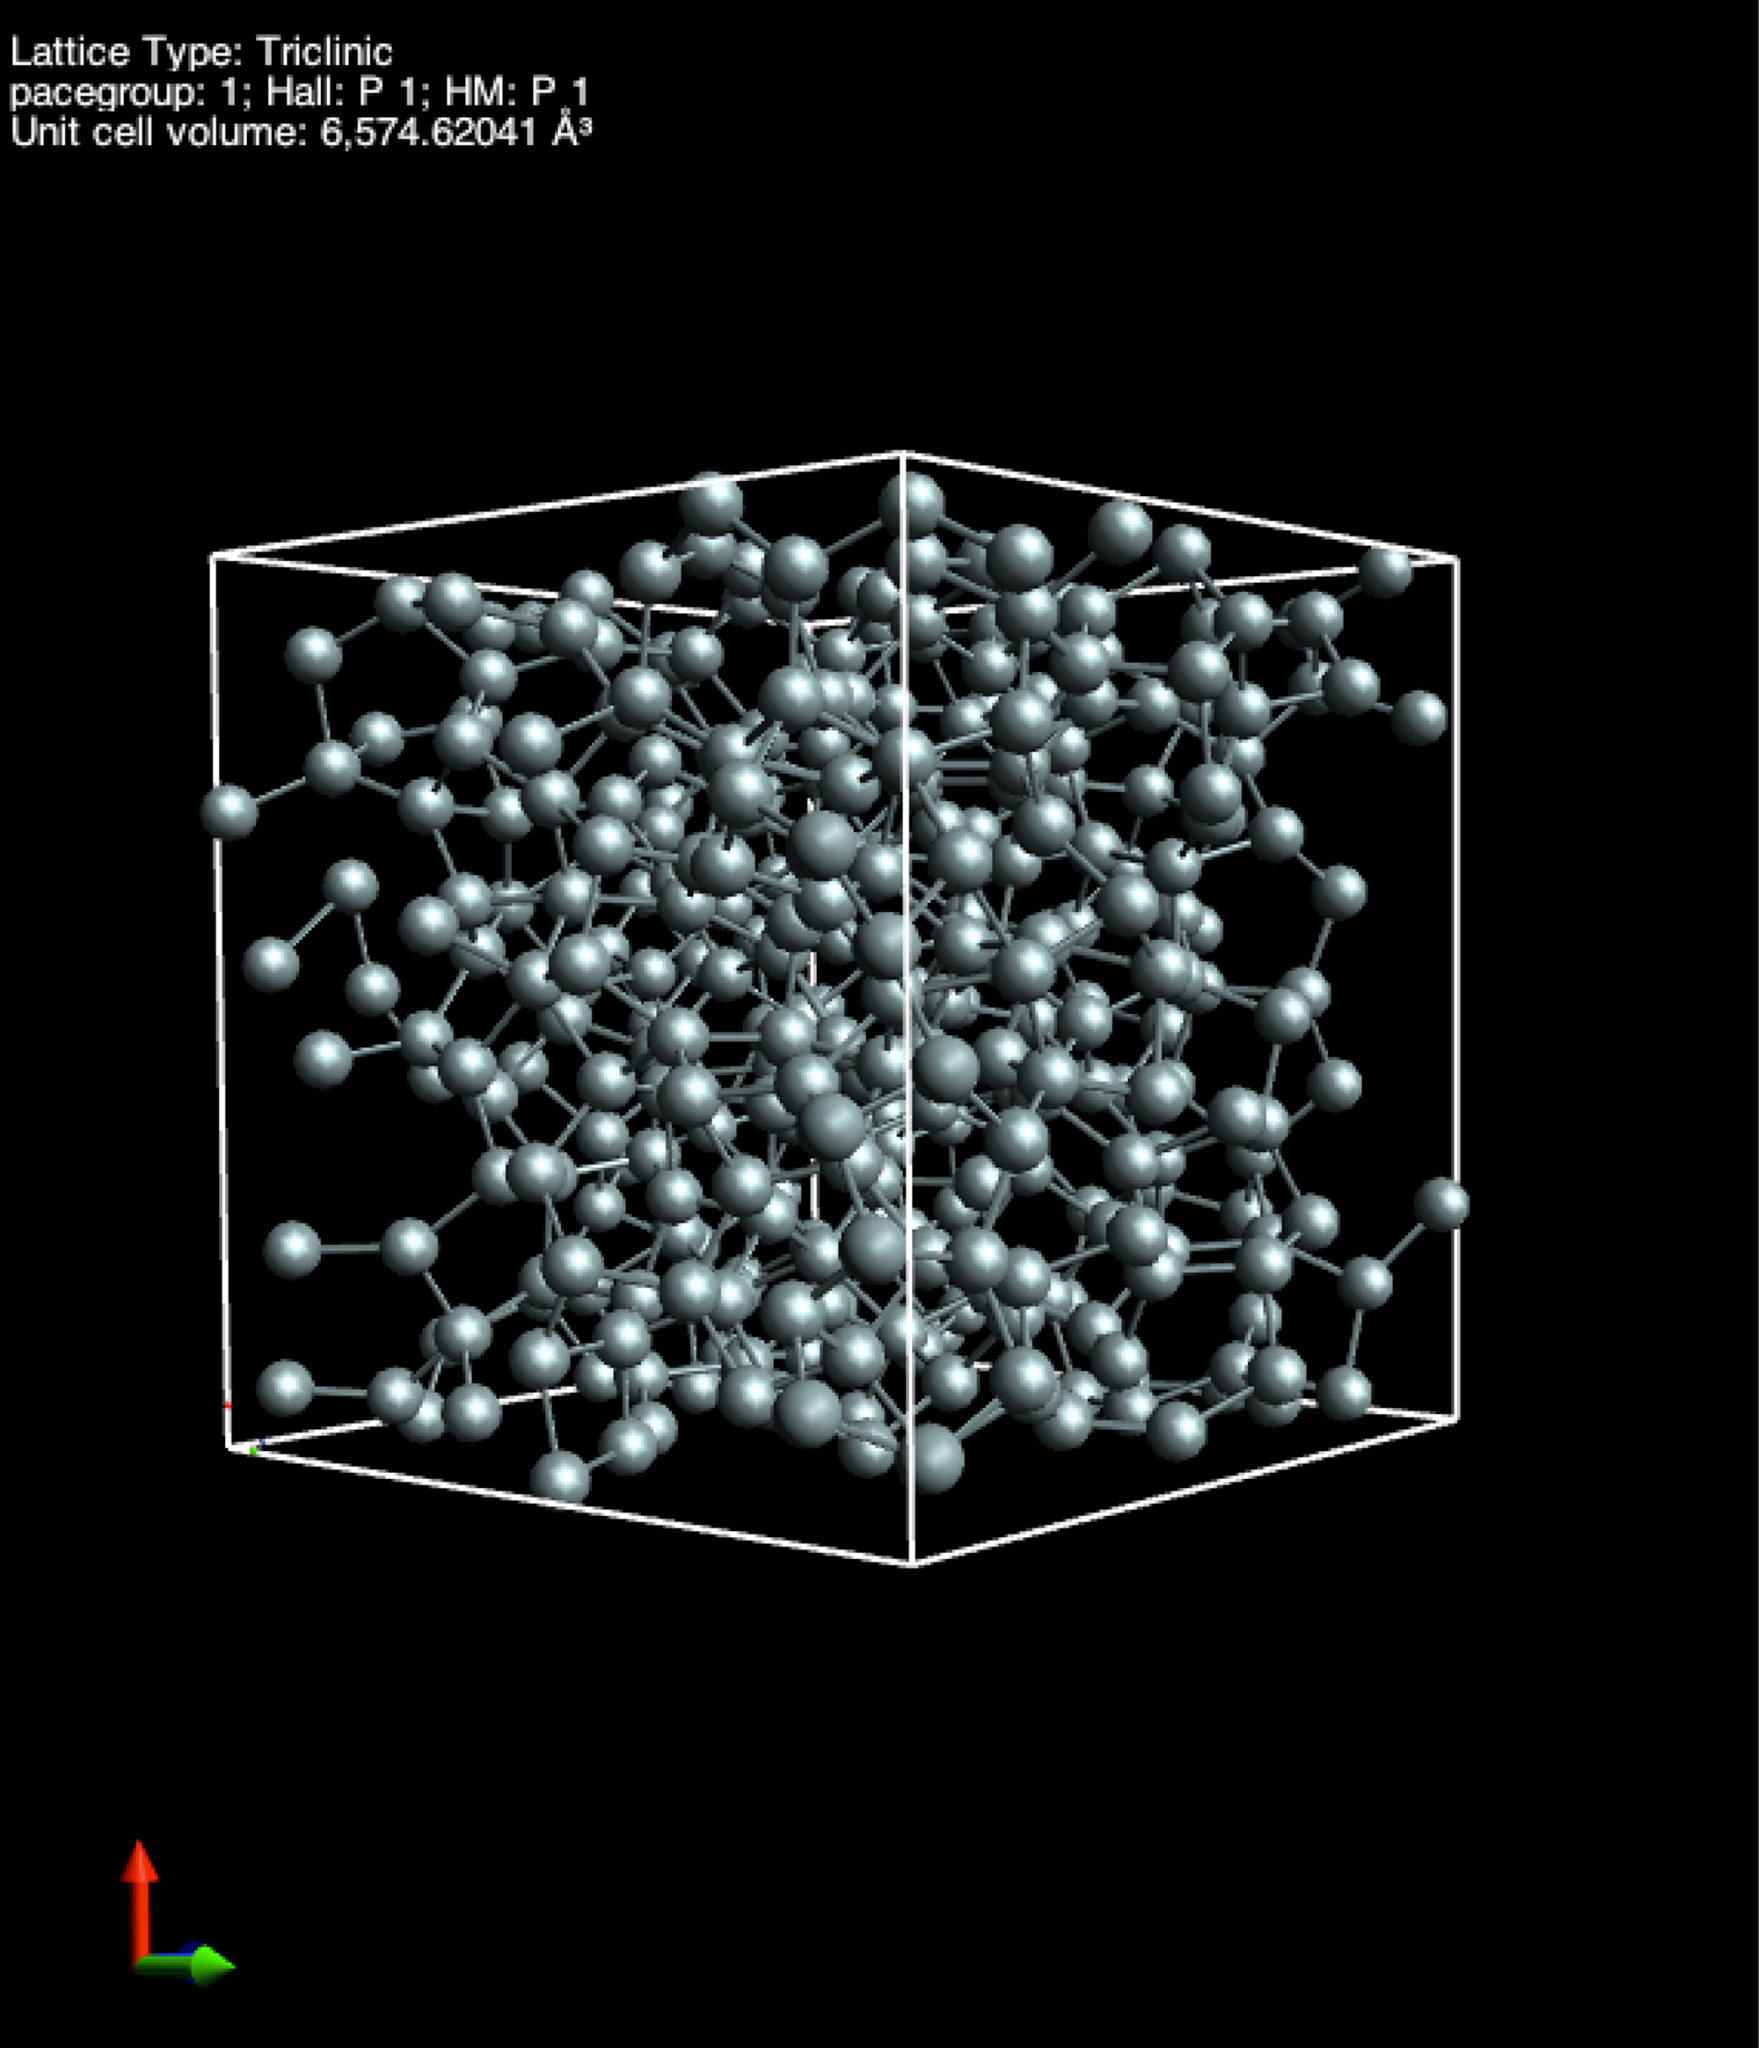 Lattice Type: Triclinic
pacegroup: 1; Hall: P 1; HM: P 1
Unit cell volume: 6,574.62041 Å³